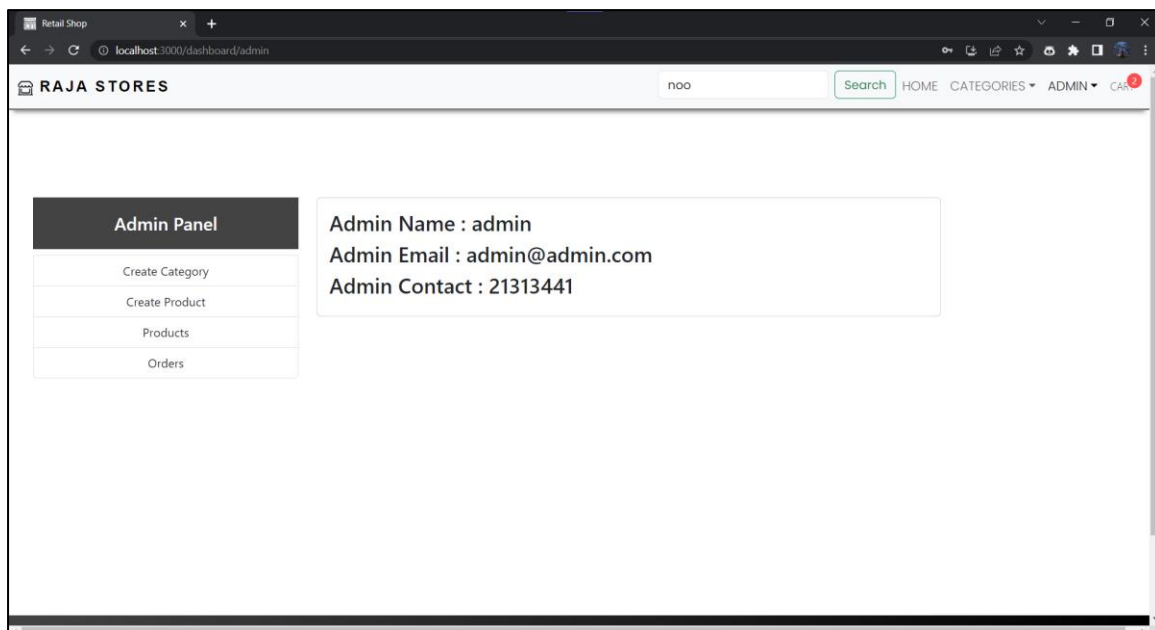 Retail Shop
localhost:3000/dashboard/admin
RAJA STORES noo Search HOME CATEGORIES ADMIN 2
Admin Panel
Create Category
Create Product
Products
Orders
Admin Name : admin
Admin Email : admin@admin.com
Admin Contact : 21313441